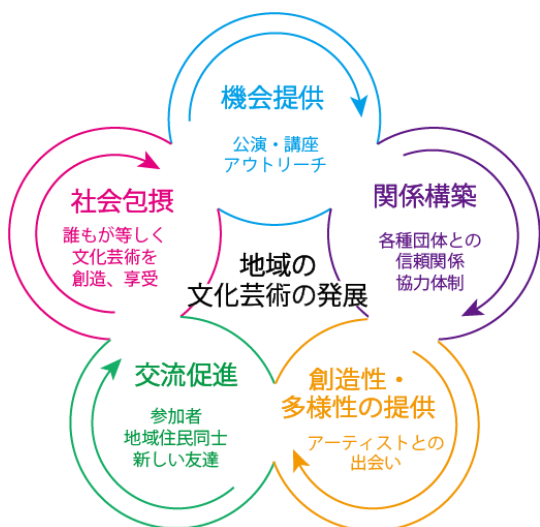 機会提供
公演・講座
アウトリーチ
関係構築
各種団体との
信頼関係
協力体制
創造性・
多様性の提供
アーティストとの
出会い
交流促進
参加者
地域住民同士
新しい友達
社会包摂
誰もが等しく
文化芸術を
創造、享受
地域の
文化芸術の発展